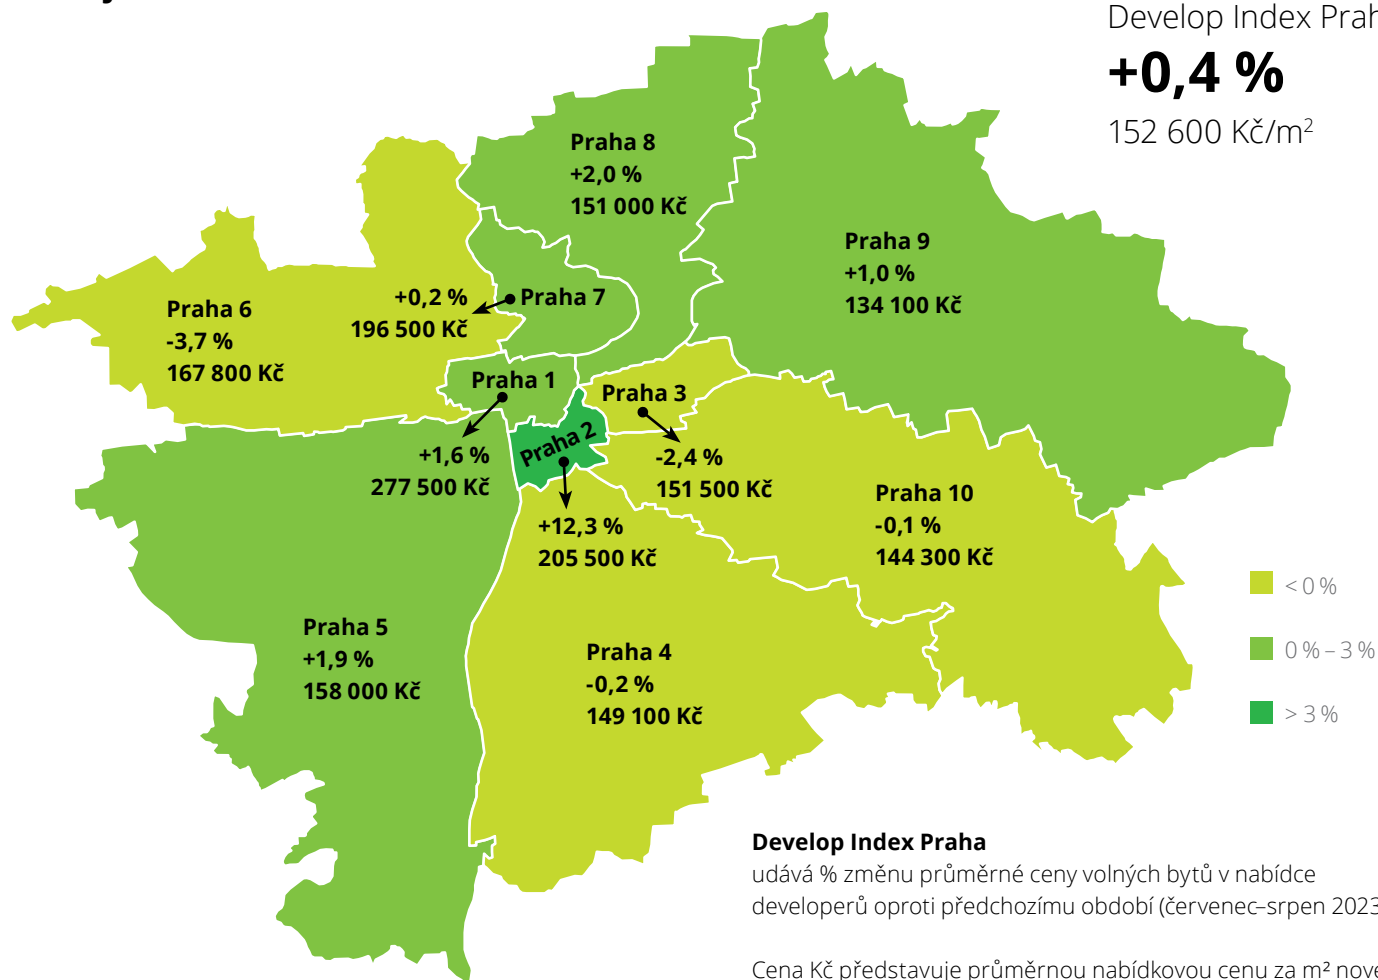 Develop Index Prah
+0,4 %
152 600 Kč/m²
Praha 8
+2,0 %
151 000 Kč
Praha 9
+1,0 %
134 100 Kč
Praha 6
-3,7 %
167 800 Kč
Praha 7
+0,2 %
196 500 Kč
Praha 1
+1,6 %
277 500 Kč
Praha 2
+12,3 %
205 500 Kč
Praha 3
-2,4 %
151 500 Kč
Praha 10
-0,1 %
144 300 Kč
Praha 5
+1,9 %
158 000 Kč
Praha 4
-0,2 %
149 100 Kč
< 0 %
0 % – 3 %
> 3 %
Develop Index Praha
udává % změnu průměrné ceny volných bytů v nabídce
developerů oproti předchozímu období (červenec–srpen 2023
Cena Kč představuje průměrnou nabídkovou cenu za m² nové